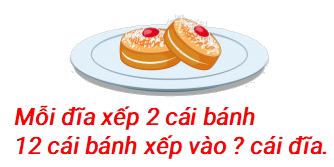 Mỗi đĩa xếp 2 cái bánh
12 cái bánh xếp vào ? cái đĩa.